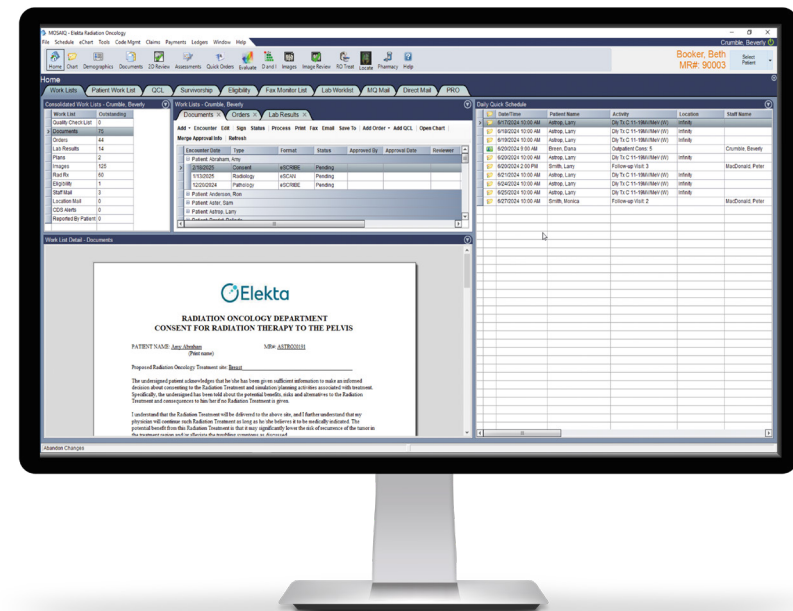 MOSAIQ - Elekta Radiation Oncology
File Schedule eChart Tools Code Mgmt Claims Payments Ledgers Window Help
Crumble, Beverly
Home Chart Demographics Documents 2D Review Assessments Quick Orders Evaluate D and I Images Image Review RO Treat Locate Pharmacy Help
Booker, Beth
MR#: 90003
Select Patient
Home
Work Lists Patient Work List QCL Survivorship Eligibility Fax Monitor List Lab Worklist MQ Mail Direct Mail PRO
Consolidated Work Lists - Crumble, Beverly
Work List Outstanding
Quality Check List 0
Documents 75
Orders 44
Lab Results 14
Plans 2
Images 125
Rad Rx 60
Eligibility 1
Staff Mail 3
Location Mail 0
CDS Alerts 0
Reported By Patient 0
Work Lists - Crumble, Beverly
Documents X Orders X Lab Results X
Add Encounter Edit Sign Status Process Print Fax Email Save To Add Order Add QCL Open Chart
Merge Approval Info Refresh
Encounter Date Type Format Status Approved By Approval Date Reviewer
Patient: Abraham, Amy
2/18/2025 Consent eSCRIBE Pending
1/13/2025 Radiology eSCAN Pending
12/20/2024 Pathology eSCRIBE Pending
Patient: Anderson, Ron
Patient: Aster, Sam
Patient: Astrop, Larry
Daily Quick Schedule
Date/Time Patient Name Activity Location Staff Name
6/17/2024 10:00 AM Astrop, Larry Dly Tx C 11-19MV/MeV (M) Infinity
6/18/2024 10:00 AM Astrop, Larry Dly Tx C 11-19MV/MeV (M) Infinity
6/19/2024 10:00 AM Astrop, Larry Dly Tx C 11-19MV/MeV (M) Infinity
6/20/2024 9:00 AM Breen, Diana Outpatient Cons: 5 Crumble, Beverly
6/20/2024 10:00 AM Astrop, Larry Dly Tx C 11-19MV/MeV (M) Infinity
6/20/2024 2:00 PM Smith, Larry Follow-up Visit: 3 MacDonald, Peter
6/21/2024 10:00 AM Astrop, Larry Dly Tx C 11-19MV/MeV (M) Infinity
6/24/2024 10:00 AM Astrop, Larry Dly Tx C 11-19MV/MeV (M) Infinity
6/25/2024 10:00 AM Astrop, Larry Dly Tx C 11-19MV/MeV (M) Infinity
6/27/2024 10:00 AM Smith, Monica Follow-up Visit: 2 MacDonald, Peter
Work List Detail - Documents
Elekta
RADIATION ONCOLOGY DEPARTMENT
CONSENT FOR RADIATION THERAPY TO THE PELVIS
PATIENT NAME: Amy Abraham MR#: ASTRO20191
(Print name)
Proposed Radiation Oncology Treatment site: Breast
The undersigned patient acknowledges that he/she has been given sufficient information to make an informed
decision about consenting to the Radiation Treatment and simulation/planning activities associated with treatment.
Specifically, the undersigned has been told about the potential benefits, risks and alternatives to the Radiation
Treatment and consequences to him/her if no Radiation Treatment is given.
I understand that the Radiation Treatment will be delivered to the above site, and I further understand that my
physician will continue such Radiation Treatment as long as he/she believes it to be medically indicated. The
potential benefit from this Radiation Treatment is that it may significantly lower the risk of recurrence of the tumor in
the treatment region and/or alleviate the troubling symptoms as discussed.
Abandon Changes